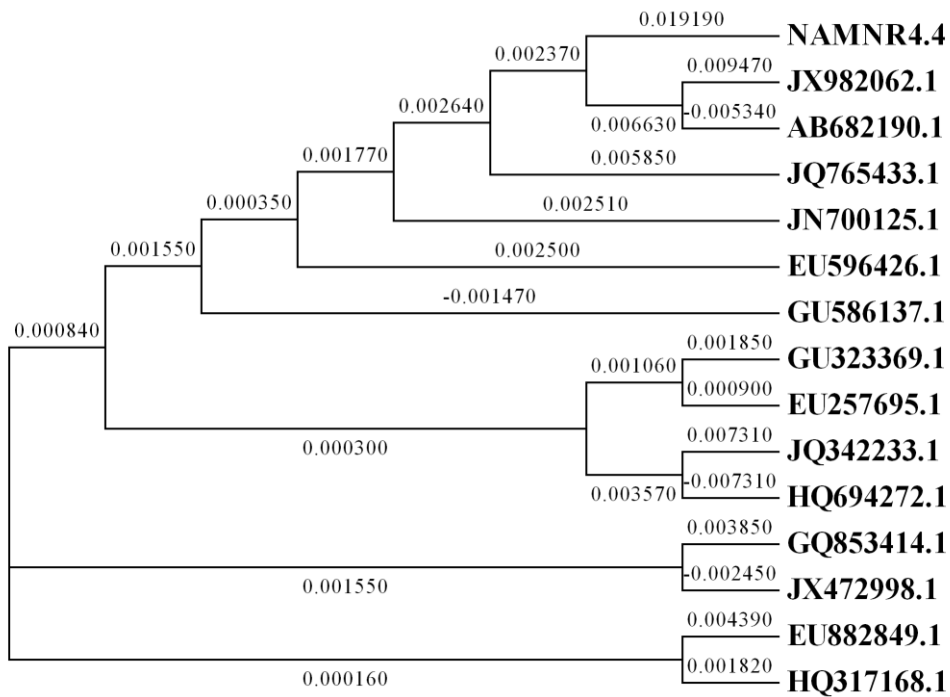 0.019190
NAMNR4.4
0.002370
0.009470
JX982062.1
0.002640
0.006630
-0.005340
AB682190.1
0.001770
0.005850
JQ765433.1
0.000350
0.002510
JN700125.1
0.001550
0.002500
EU596426.1
-0.001470
GU586137.1
0.000840
0.001060
0.001850
GU323369.1
0.000900
EU257695.1
0.000300
0.007310
JQ342233.1
0.003570
-0.007310
HQ694272.1
0.003850
GQ853414.1
0.001550
-0.002450
JX472998.1
0.004390
EU882849.1
0.000160
0.001820
HQ317168.1